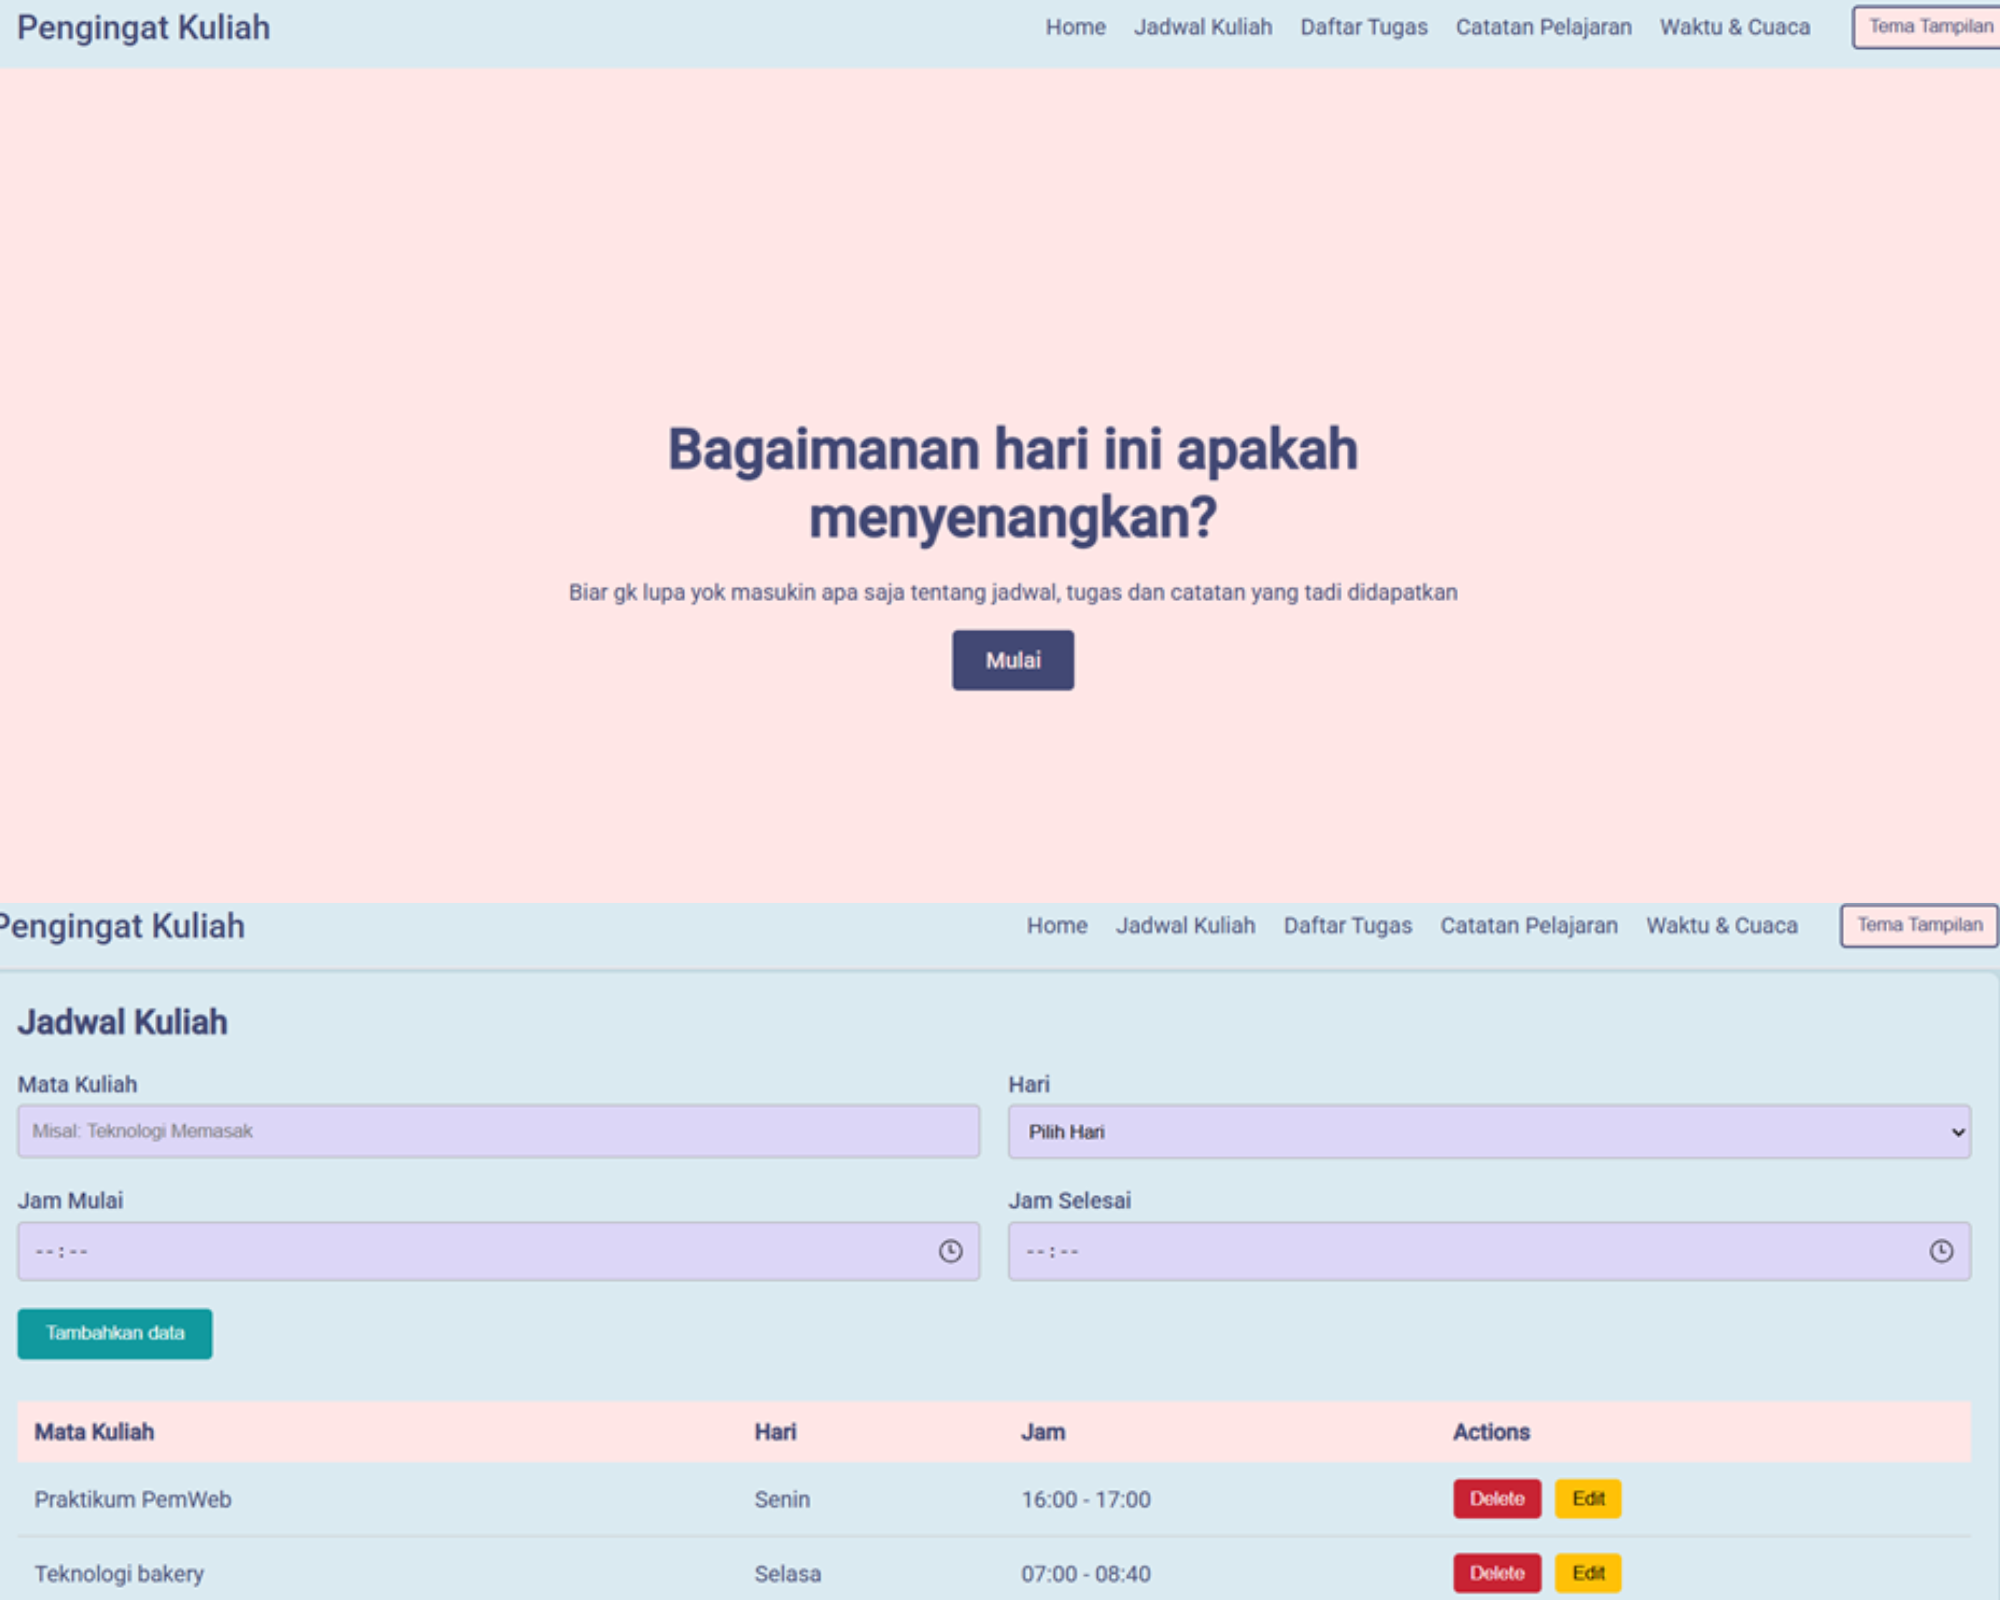 Pengingat Kuliah Home Jadwal Kuliah Daftar Tugas Catatan Pelajaran Waktu & Cuaca Tema Tampilan
Bagaimanan hari ini apakah
menyenangkan?
Biar gk lupa yok masukin apa saja tentang jadwal, tugas dan catatan yang tadi didapatkan
Mulai
Pengingat Kuliah Home Jadwal Kuliah Daftar Tugas Catatan Pelajaran Waktu & Cuaca Tema Tampilan
Jadwal Kuliah
Mata Kuliah Hari
Misal: Teknologi Memasak Pilih Hari
Jam Mulai Jam Selesai
--:-- --:--
Tambahkan data
Mata Kuliah Hari Jam Actions
Praktikum PemWeb Senin 16:00 - 17:00 Delete Edit
Teknologi bakery Selasa 07:00 - 08:40 Delete Edit